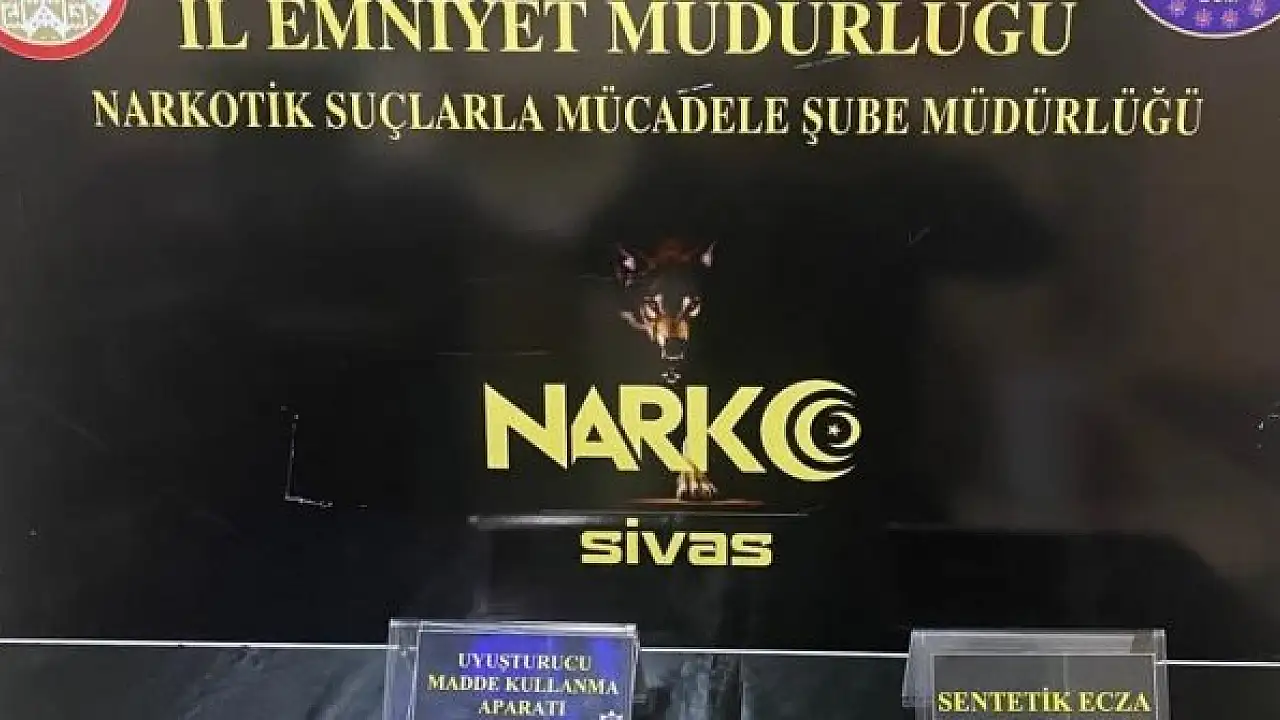 İL EMNİYET MÜDÜRLÜĞÜ
NARKOTİK SUÇLARLA MÜCADELE ŞUBE MÜDÜRLÜĞÜ
NARKO
sivas
UYUŞTURUCU
MADDE KULLANMA
APARATI
SENTETİK ECZA